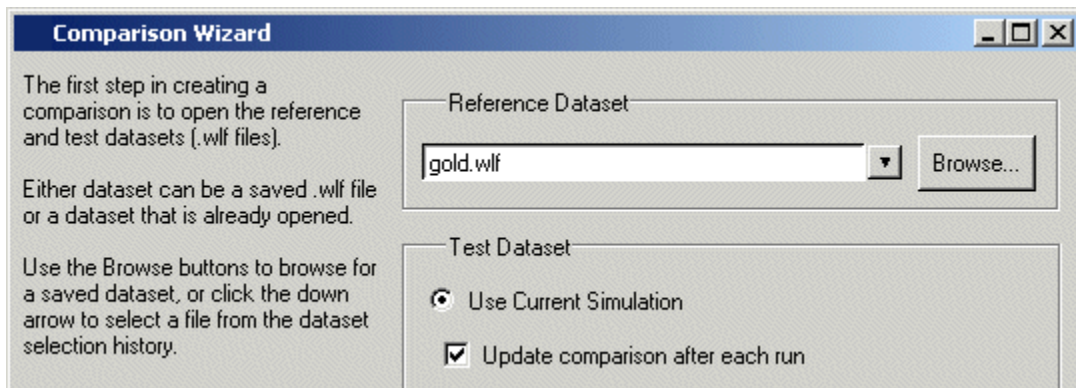 Comparison Wizard
The first step in creating a
comparison is to open the reference
and test datasets (.wlf files).
Either dataset can be a saved .wlf file
or a dataset that is already opened.
Use the Browse buttons to browse for
a saved dataset, or click the down
arrow to select a file from the dataset
selection history.
Reference Dataset
gold.wlf
Browse...
Test Dataset
Use Current Simulation
Update comparison after each run